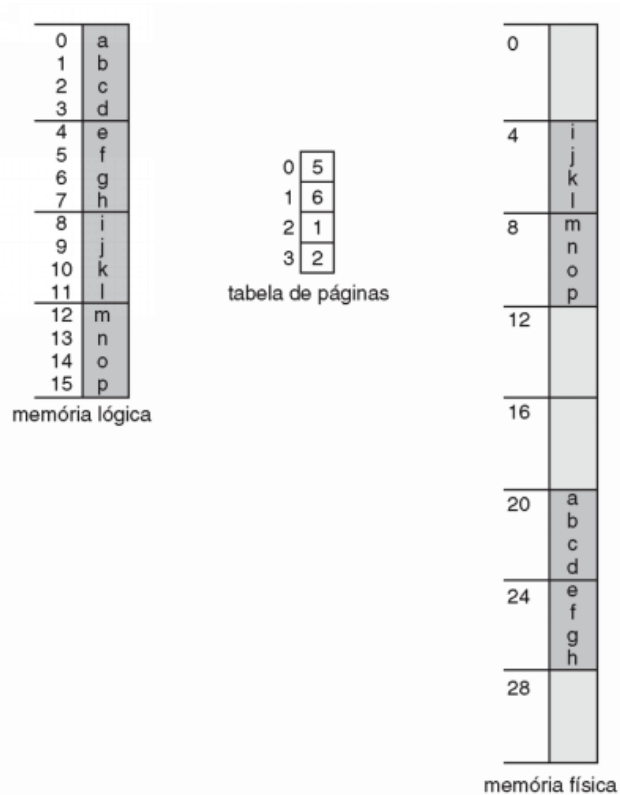 0 a
1 b
2 c
3 d
4 e
5 f
6 g
7 h
8 i
9 j
10 k
11 l
12 m
13 n
14 o
15 p
memória lógica
0 5
1 6
2 1
3 2
tabela de páginas
0
4 i
j
k
l
8 m
n
o
p
12
16
20 a
b
c
d
24 e
f
g
h
28
memória física